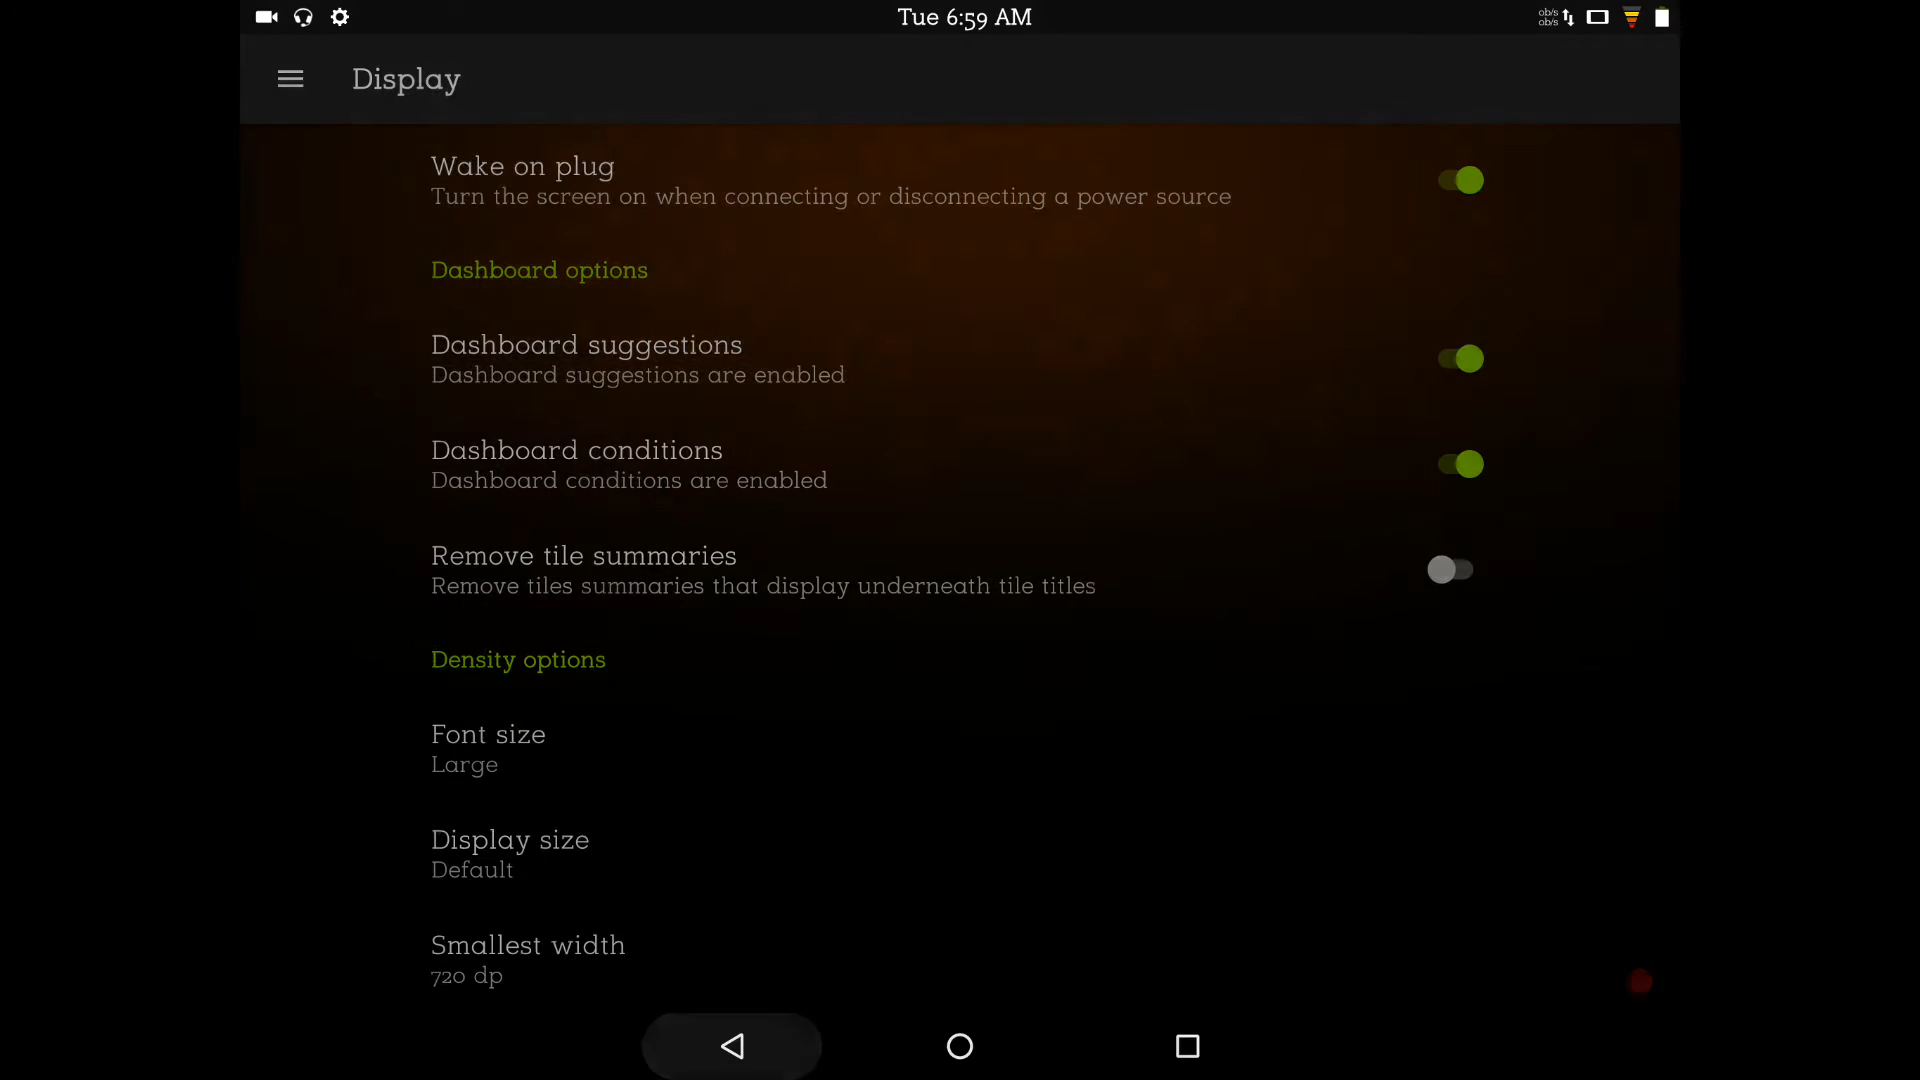 Tue 6:59 AM
0b/s
0b/s
Display
Wake on plug
Turn the screen on when connecting or disconnecting a power source
Dashboard options
Dashboard suggestions
Dashboard suggestions are enabled
Dashboard conditions
Dashboard conditions are enabled
Remove tile summaries
Remove tiles summaries that display underneath tile titles
Density options
Font size
Large
Display size
Default
Smallest width
720 dp